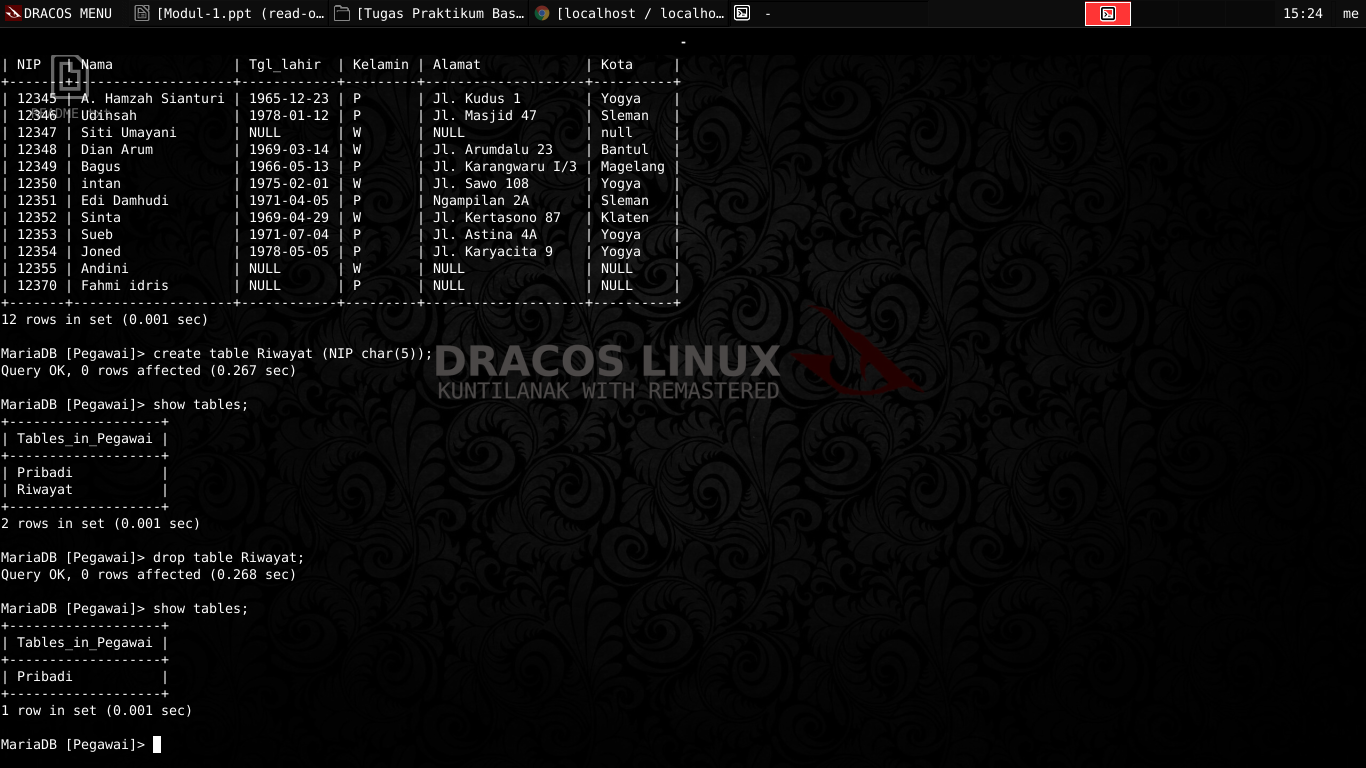 DRACOS MENU [Modul-1.ppt (read-o... [Tugas Praktikum Bas... [localhost / localho... - 15:24 me
-
| NIP   | Nama               | Tgl_lahir  | Kelamin | Alamat             | Kota     |
+-------+--------------------+------------+---------+--------------------+----------+
| 12345 | A. Hamzah Sianturi | 1965-12-23 | P       | Jl. Kudus 1        | Yogya    |
| 12346 | Udinsah            | 1978-01-12 | P       | Jl. Masjid 47      | Sleman   |
| 12347 | Siti Umayani       | NULL       | W       | NULL               | null     |
| 12348 | Dian Arum          | 1969-03-14 | W       | Jl. Arumdalu 23    | Bantul   |
| 12349 | Bagus              | 1966-05-13 | P       | Jl. Karangwaru I/3 | Magelang |
| 12350 | intan              | 1975-02-01 | W       | Jl. Sawo 108       | Yogya    |
| 12351 | Edi Damhudi        | 1971-04-05 | P       | Ngampilan 2A       | Sleman   |
| 12352 | Sinta              | 1969-04-29 | W       | Jl. Kertasono 87   | Klaten   |
| 12353 | Sueb               | 1971-07-04 | P       | Jl. Astina 4A      | Yogya    |
| 12354 | Joned              | 1978-05-05 | P       | Jl. Karyacita 9    | Yogya    |
| 12355 | Andini             | NULL       | W       | NULL               | NULL     |
| 12370 | Fahmi idris        | NULL       | P       | NULL               | NULL     |
+-------+--------------------+------------+---------+--------------------+----------+
12 rows in set (0.001 sec)
MariaDB [Pegawai]> create table Riwayat (NIP char(5));
Query OK, 0 rows affected (0.267 sec)
DRACOS LINUX
KUNTILANAK WITH REMASTERED
MariaDB [Pegawai]> show tables;
+-------------------+
| Tables_in_Pegawai |
+-------------------+
| Pribadi           |
| Riwayat           |
+-------------------+
2 rows in set (0.001 sec)
MariaDB [Pegawai]> drop table Riwayat;
Query OK, 0 rows affected (0.268 sec)
MariaDB [Pegawai]> show tables;
+-------------------+
| Tables_in_Pegawai |
+-------------------+
| Pribadi           |
+-------------------+
1 row in set (0.001 sec)
MariaDB [Pegawai]>